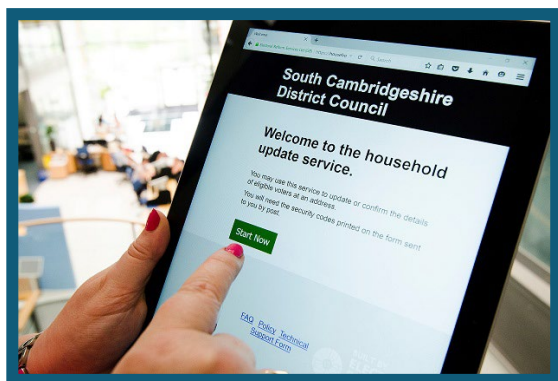 South Cambridgeshire
District Council
Welcome to the household
update service.
You may use this service to update or confirm the details
of eligible voters at an address.
You will need the security codes printed on the form sent
to you by post.
Start Now
FAQ Policy Technical
Support Form